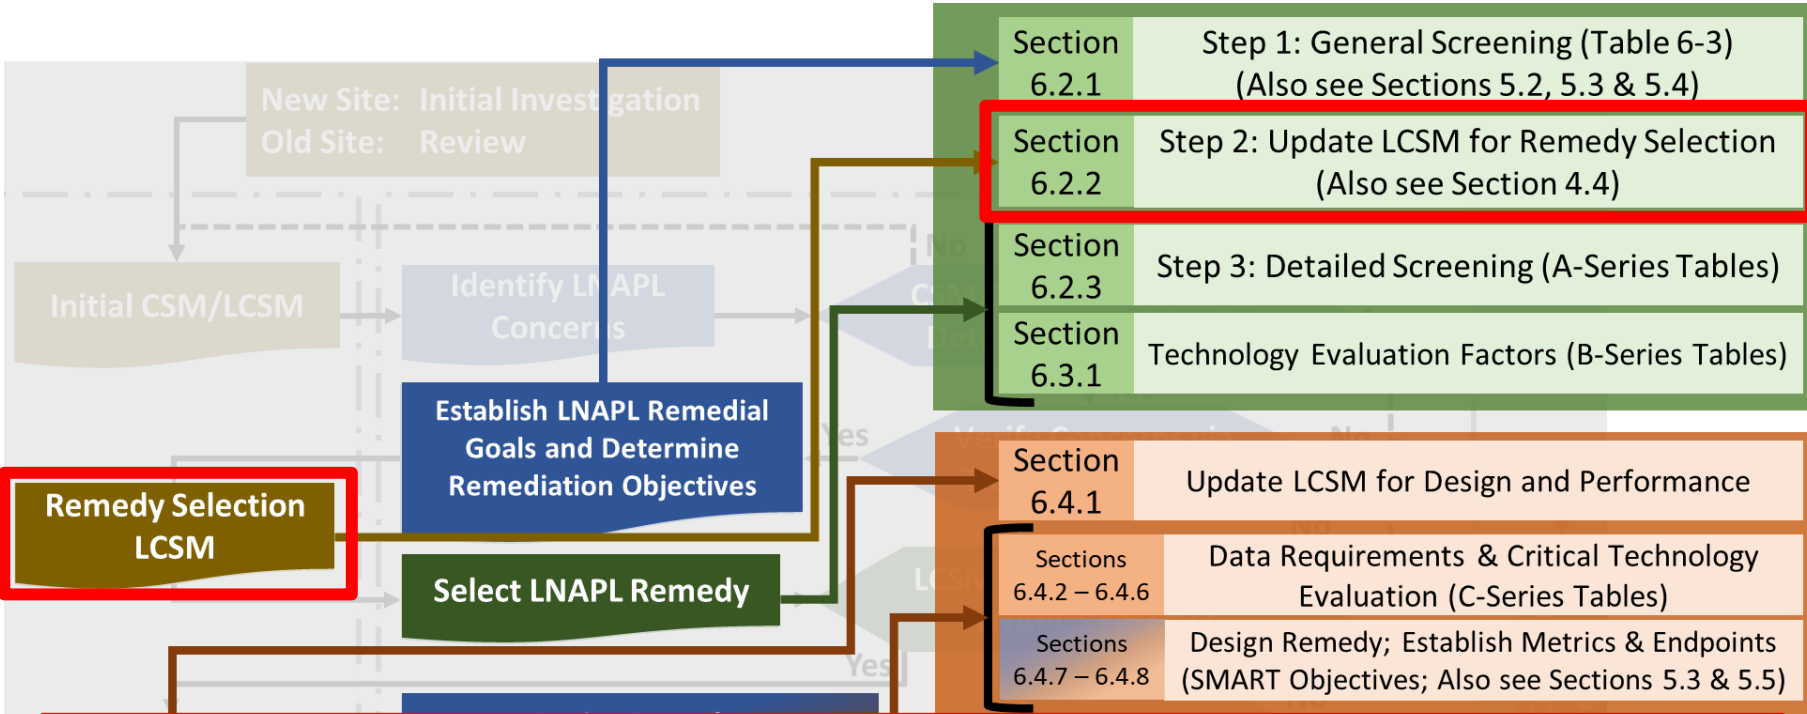 New Site: Initial Investigation
Old Site: Review
Initial CSM/LCSM
Identify LNAPL
Concerns
No
CSM
Yes
Establish LNAPL Remedial
Goals and Determine
Remediation Objectives
Yes
No
Remedy Selection
LCSM
Select LNAPL Remedy
LCSM
No
Yes
No
Section
6.2.1
Step 1: General Screening (Table 6-3)
(Also see Sections 5.2, 5.3 & 5.4)
Section
6.2.2
Step 2: Update LCSM for Remedy Selection
(Also see Section 4.4)
Section
6.2.3
Step 3: Detailed Screening (A-Series Tables)
Section
6.3.1
Technology Evaluation Factors (B-Series Tables)
Section
6.4.1
Update LCSM for Design and Performance
Sections
6.4.2 – 6.4.6
Data Requirements & Critical Technology
Evaluation (C-Series Tables)
Sections
6.4.7 – 6.4.8
Design Remedy; Establish Metrics & Endpoints
(SMART Objectives; Also see Sections 5.3 & 5.5)